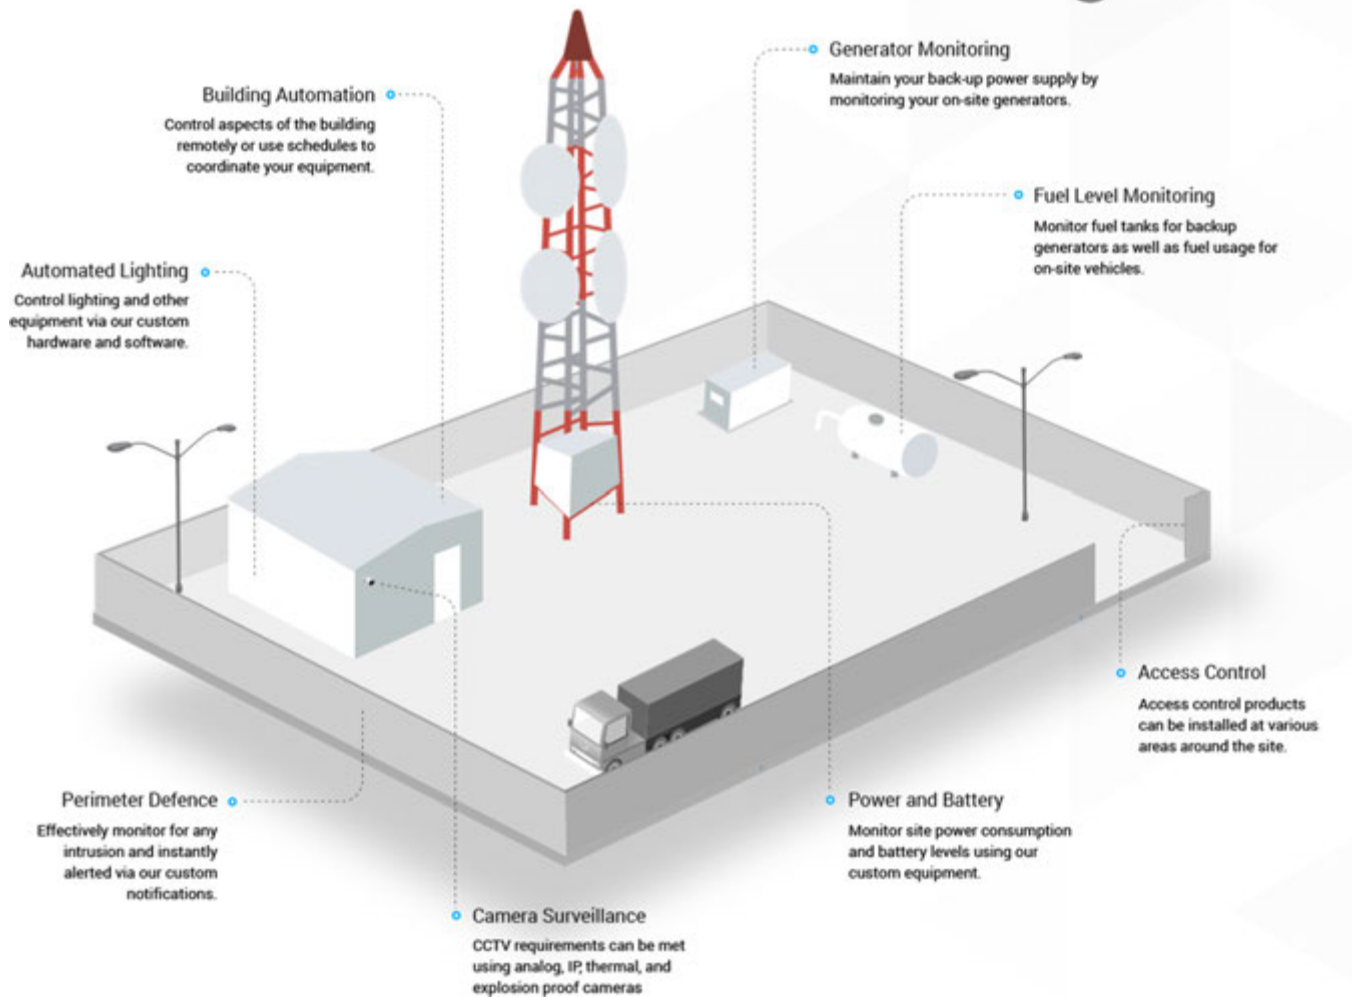 Generator Monitoring
Maintain your back-up power supply by
monitoring your on-site generators.
Building Automation
Control aspects of the building
remotely or use schedules to
coordinate your equipment.
Fuel Level Monitoring
Monitor fuel tanks for backup
generators as well as fuel usage for
on-site vehicles.
Automated Lighting
Control lighting and other
equipment via our custom
hardware and software.
Access Control
Access control products
can be installed at various
areas around the site.
Perimeter Defence
Effectively monitor for any
intrusion and instantly
alerted via our custom
notifications.
Power and Battery
Monitor site power consumption
and battery levels using our
custom equipment.
Camera Surveillance
CCTV requirements can be met
using analog, IP, thermal, and
explosion proof cameras